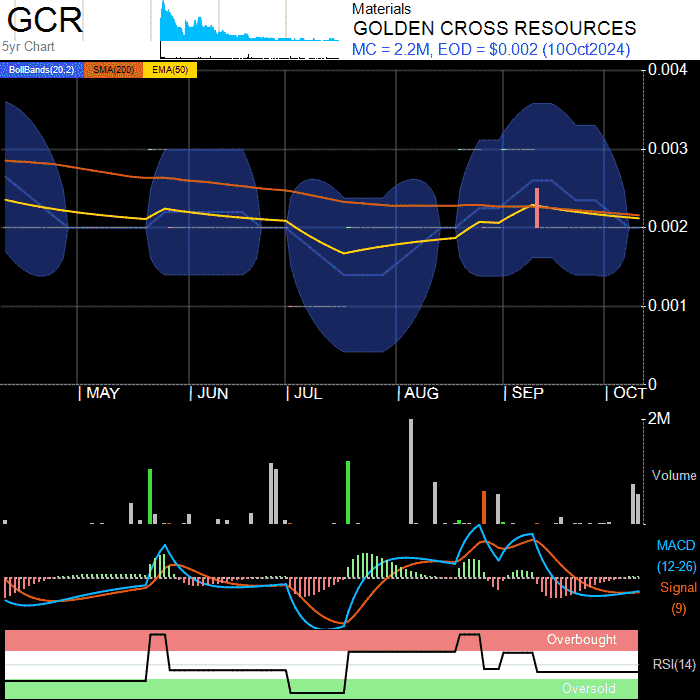 GCR
5yr Chart
Materials
GOLDEN CROSS RESOURCES
MC = 2.2M, EOD = $0.002 (10Oct2024)
BollBands(20,2) SMA(200) EMA(50)
0.004
0.003
0.002
0.001
0
| MAY | JUN | JUL | AUG | SEP | OCT
2M
Volume
MACD
(12-26)
Signal
(9)
Overbought
RSI(14)
Oversold